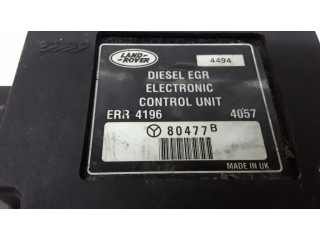 LAND-
ROVER
4494
DIESEL EGR
ELECTRONIC
CONTROL UNIT
ERR 4196 4057
80477B
MADE IN UK